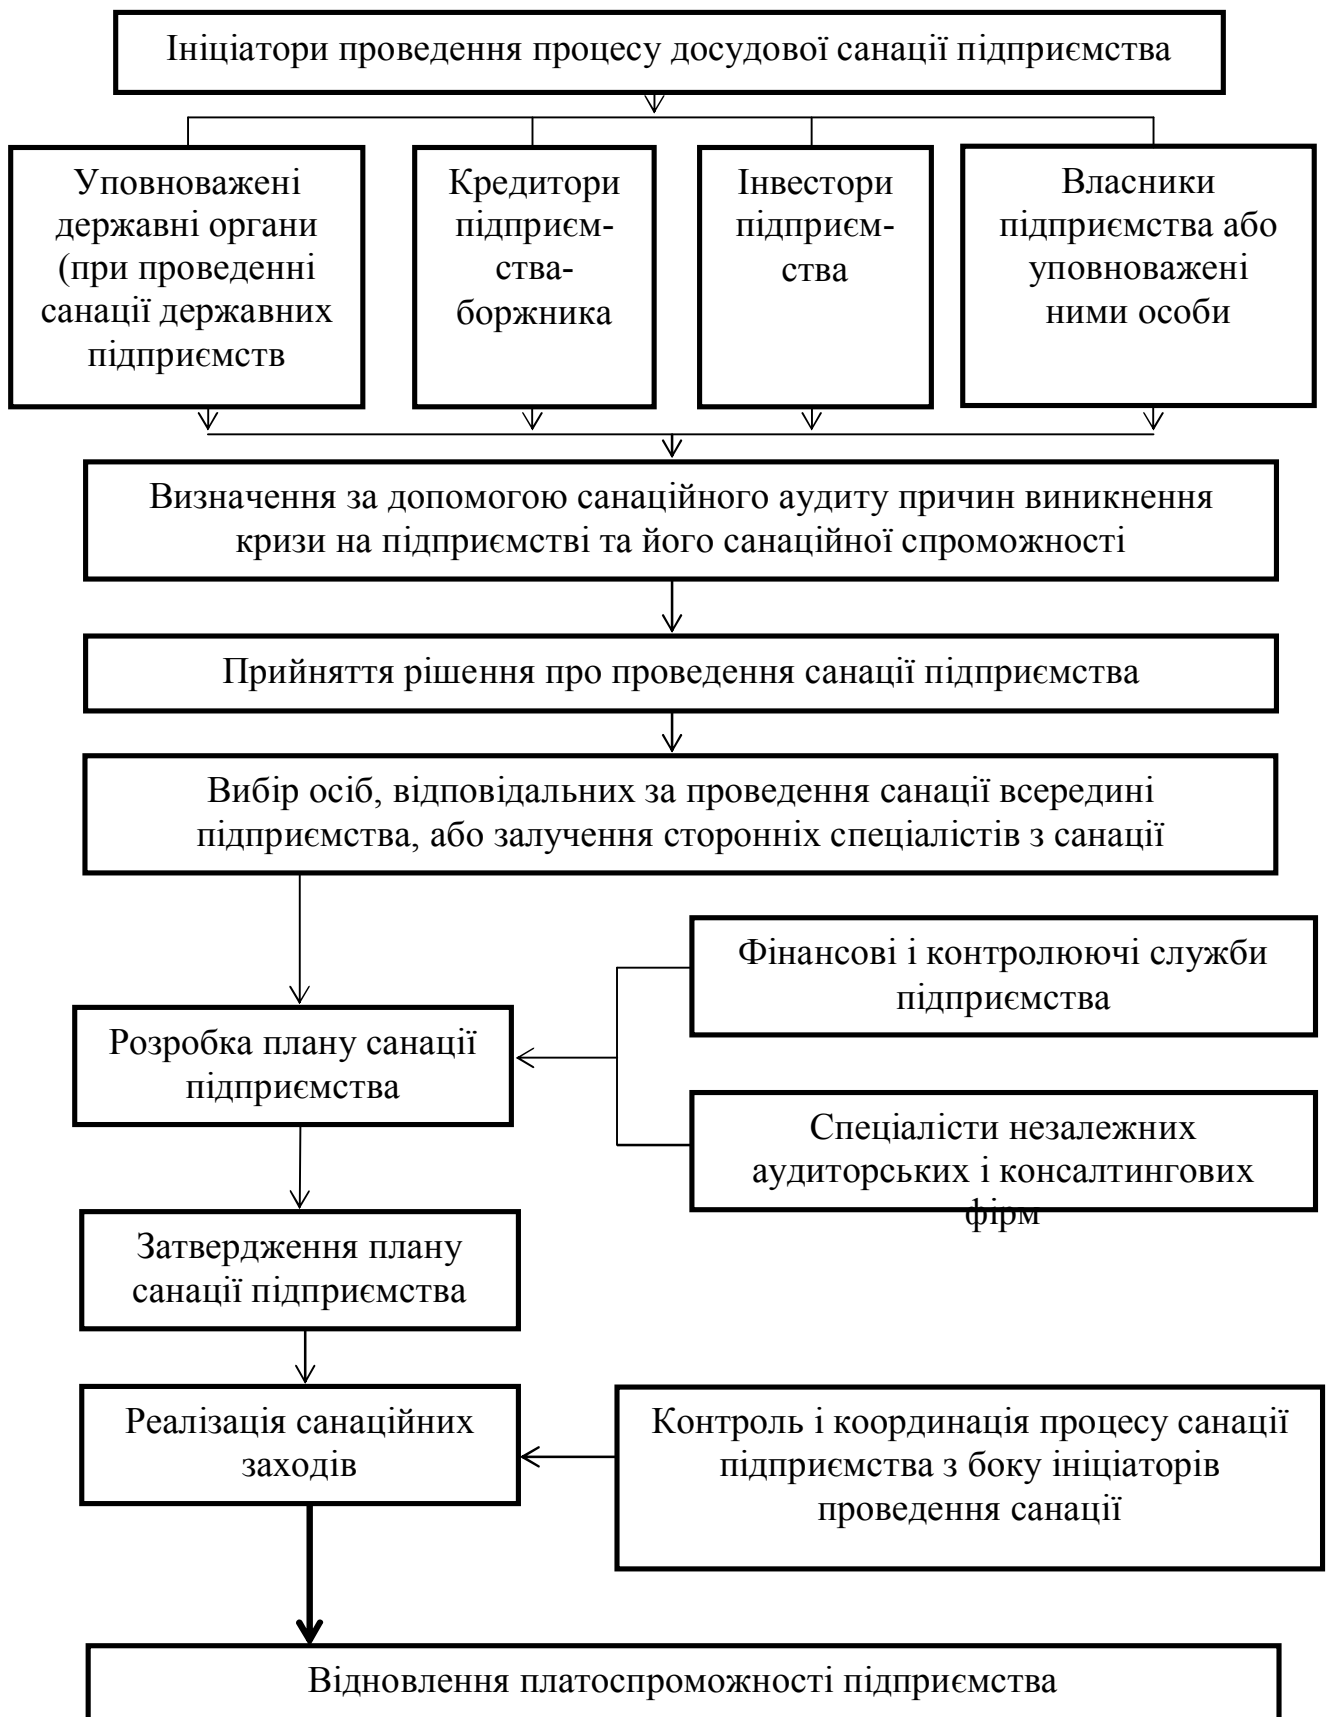 Ініціатори проведення процесу досудової санації підприємства
Уповноважені
державні органи
(при проведенні
санації державних
підприємств
Кредитори
підприєм-
ства-
боржника
Інвестори
підприєм-
ства
Власники
підприємства або
уповноважені
ними особи
Визначення за допомогою санаційного аудиту причин виникнення
кризи на підприємстві та його санаційної спроможності
Прийняття рішення про проведення санації підприємства
Вибір осіб, відповідальних за проведення санації всередині
підприємства, або залучення сторонніх спеціалістів з санації
Фінансові і контролюючі служби
підприємства
Розробка плану санації
підприємства
Спеціалісти незалежних
аудиторських і консалтингових
фірм
Затвердження плану
санації підприємства
Реалізація санаційних
заходів
Контроль і координація процесу санації
підприємства з боку ініціаторів
проведення санації
Відновлення платоспроможності підприємства